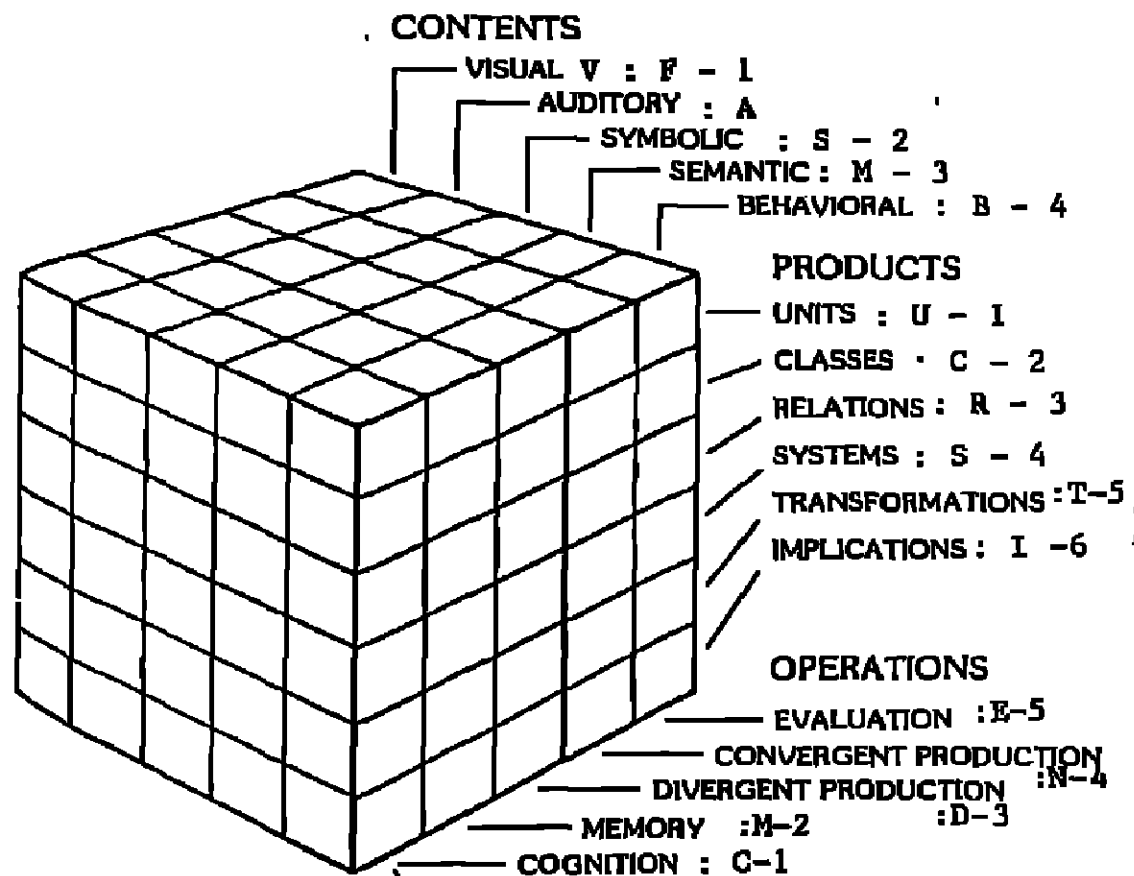 CONTENTS
VISUAL V : F - 1
AUDITORY : A
SYMBOLIC : S - 2
SEMANTIC : M - 3
BEHAVIORAL : B - 4
PRODUCTS
UNITS : U - I
CLASSES · C - 2
RELATIONS : R - 3
SYSTEMS : S - 4
TRANSFORMATIONS :T-5
IMPLICATIONS : I -6
OPERATIONS
EVALUATION :E-5
CONVERGENT PRODUCTION
:N-4
DIVERGENT PRODUCTION
:D-3
MEMORY :M-2
COGNITION : C-1